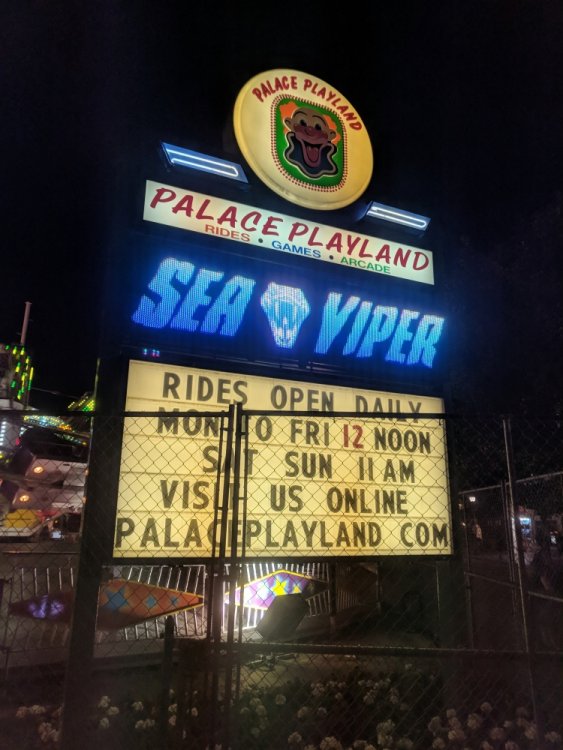 PALACE PLAYLAND
PALACE PLAYLAND
RIDES • GAMES • ARCADE
SEA VIPER
RIDES OPEN DAILY
MON TO FRI 12 NOON
SAT SUN 11 AM
VISIT US ONLINE
PALACEPLAYLAND COM